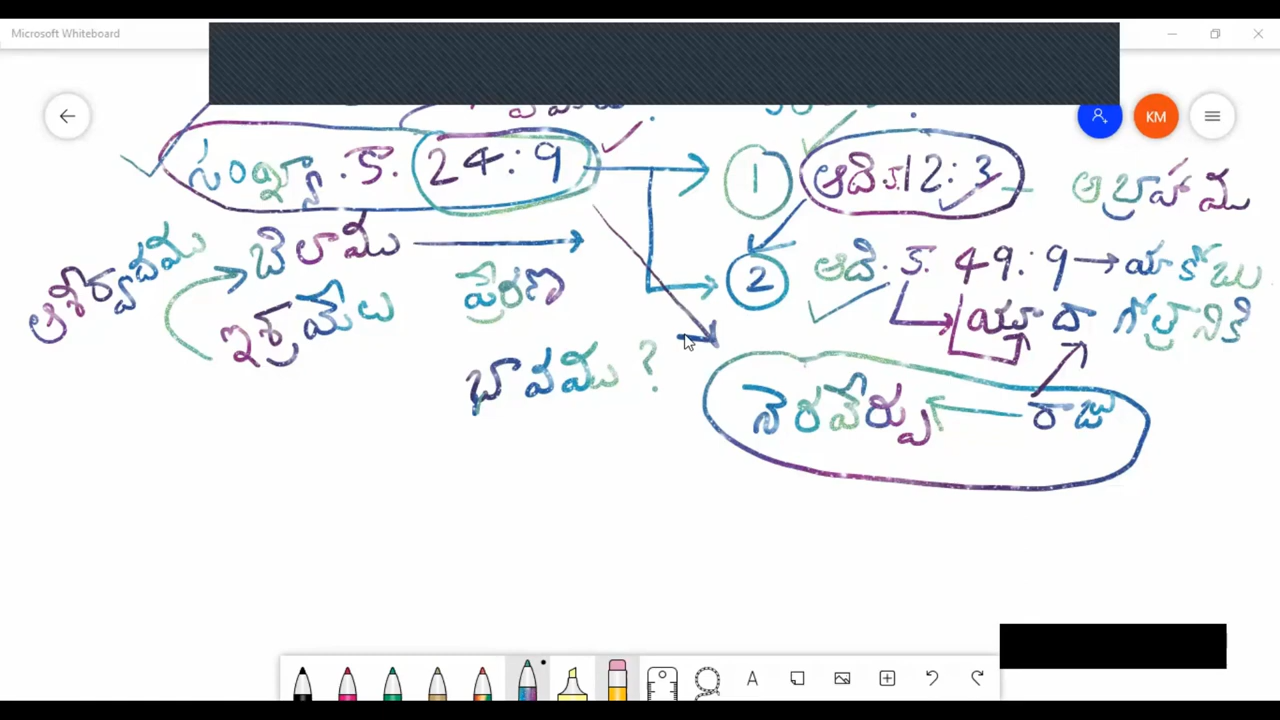 Microsoft Whiteboard
KM
సంఖ్యా.కా. 24:9
1 ఆది.కా.12:3 అబ్రాహాము
ఆశీర్వాదము బెలాము
ప్రేరణ
2 ఆది.కా. 49:9 యాకోబు
ఇశ్రాయేలు
యూదా గోత్రానికి
భావము?
నెరవేర్పు రాజు
A